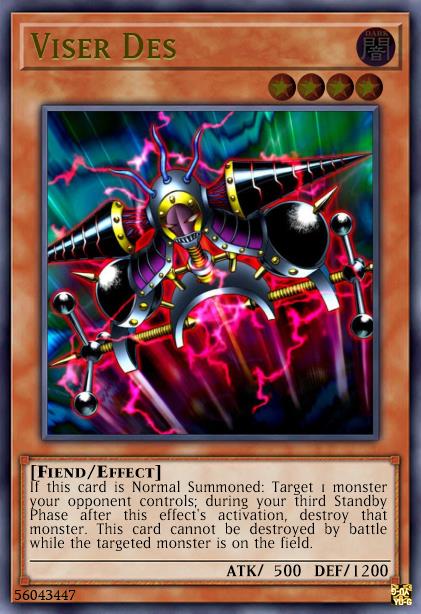 Viser Des
DARK
闇
[Fiend/Effect]
If this card is Normal Summoned: Target 1 monster
your opponent controls; during your third Standby
Phase after this effect's activation, destroy that
monster. This card cannot be destroyed by battle
while the targeted monster is on the field.
ATK/ 500 DEF/1200
56043447